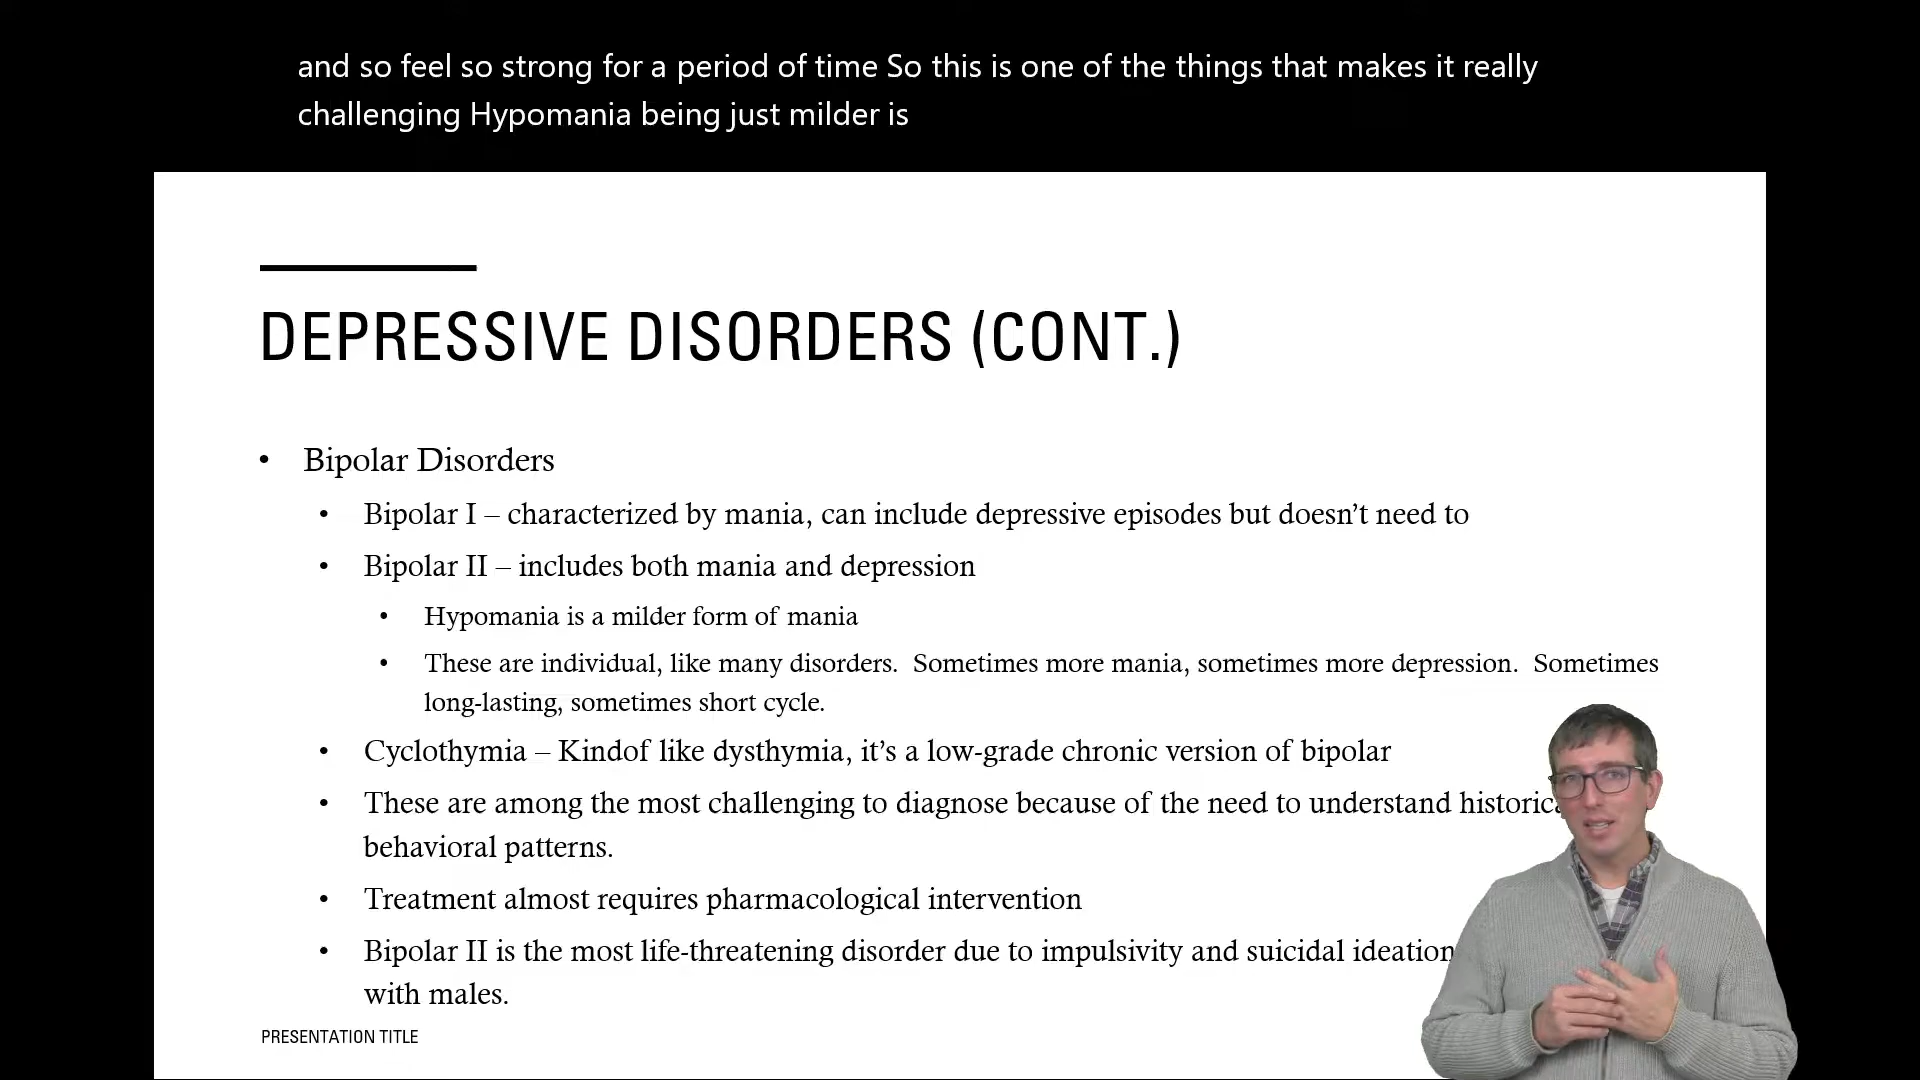 and so feel so strong for a period of time So this is one of the things that makes it really
challenging Hypomania being just milder is
DEPRESSIVE DISORDERS (CONT.)
• Bipolar Disorders
• Bipolar I – characterized by mania, can include depressive episodes but doesn’t need to
• Bipolar II – includes both mania and depression
• Hypomania is a milder form of mania
• These are individual, like many disorders.  Sometimes more mania, sometimes more depression.  Sometimes
long-lasting, sometimes short cycle.
• Cyclothymia – Kindof like dysthymia, it’s a low-grade chronic version of bipolar
• These are among the most challenging to diagnose because of the need to understand
behavioral patterns.
• Treatment almost requires pharmacological intervention
• Bipolar II is the most life-threatening disorder due to impulsivity and suicidal ideation
with males.
PRESENTATION TITLE